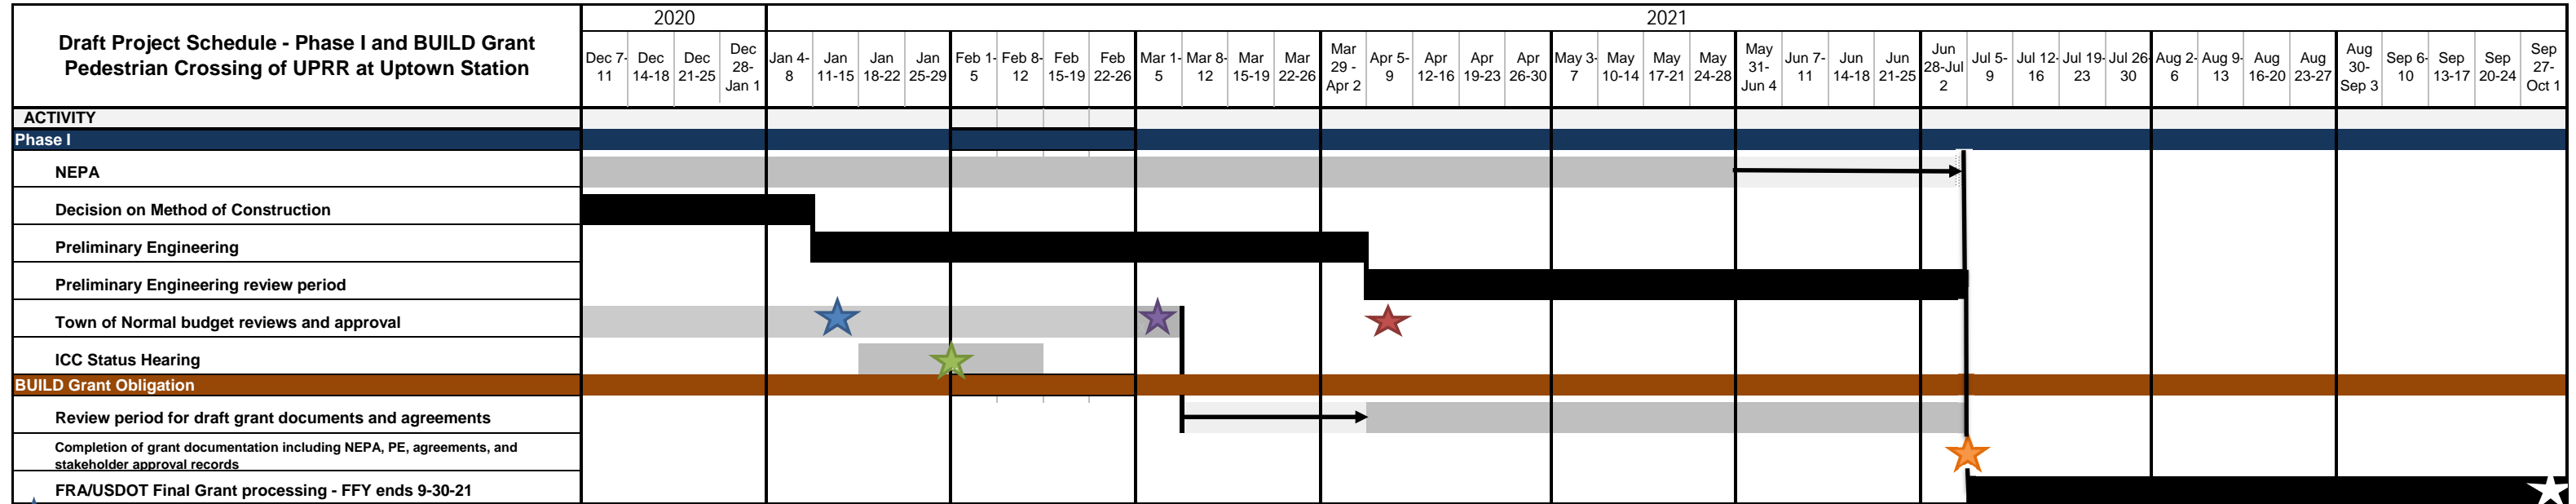 2020
2021
Draft Project Schedule - Phase I and BUILD Grant
Pedestrian Crossing of UPRR at Uptown Station
Dec 7-11
Dec 14-18
Dec 21-25
Dec 28-Jan 1
Jan 4-8
Jan 11-15
Jan 18-22
Jan 25-29
Feb 1-5
Feb 8-12
Feb 15-19
Feb 22-26
Mar 1-5
Mar 8-12
Mar 15-19
Mar 22-26
Mar 29 - Apr 2
Apr 5-9
Apr 12-16
Apr 19-23
Apr 26-30
May 3-7
May 10-14
May 17-21
May 24-28
May 31-Jun 4
Jun 7-11
Jun 14-18
Jun 21-25
Jun 28-Jul 2
Jul 5-9
Jul 12-16
Jul 19-23
Jul 26-30
Aug 2-6
Aug 9-13
Aug 16-20
Aug 23-27
Aug 30-Sep 3
Sep 6-10
Sep 13-17
Sep 20-24
Sep 27-Oct 1
ACTIVITY
Phase I
NEPA
Decision on Method of Construction
Preliminary Engineering
Preliminary Engineering review period
Town of Normal budget reviews and approval
ICC Status Hearing
BUILD Grant Obligation
Review period for draft grant documents and agreements
Completion of grant documentation including NEPA, PE, agreements, and
stakeholder approval records
FRA/USDOT Final Grant processing - FFY ends 9-30-21